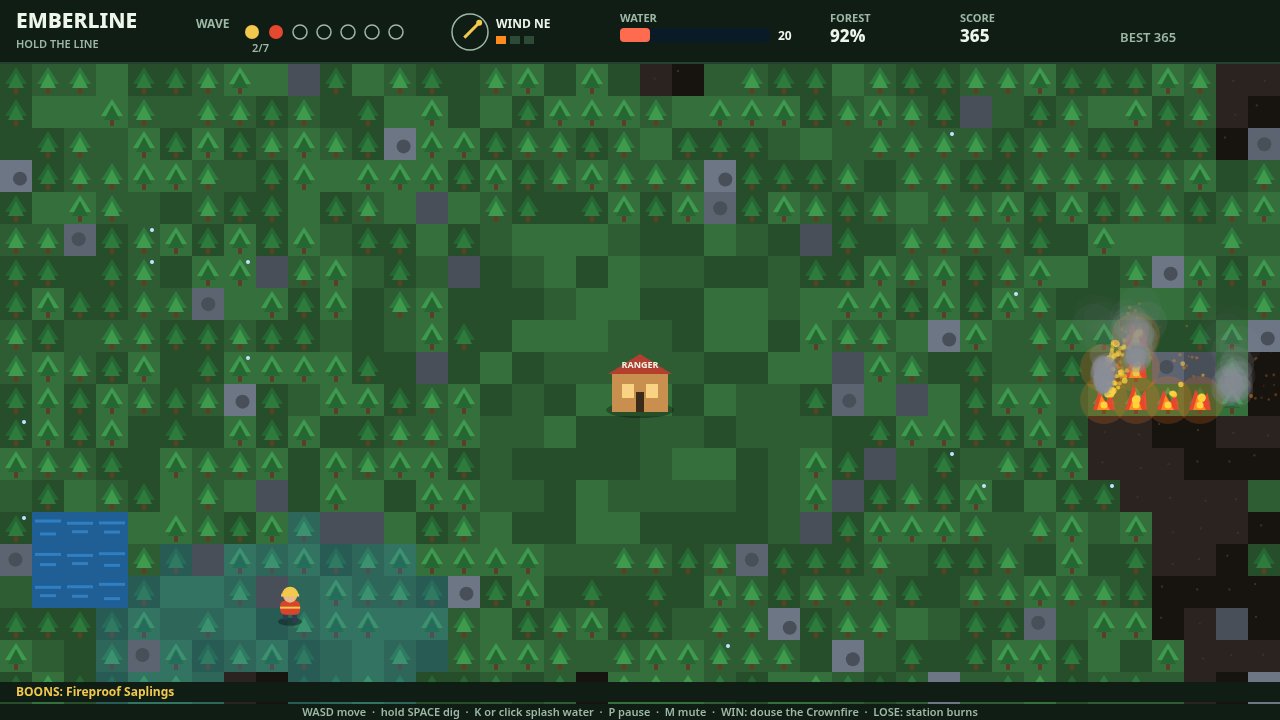 EMBERLINE
HOLD THE LINE
WAVE
2/7
WIND NE
WATER
20
FOREST
92%
SCORE
365
BEST 365
RANGER
BOONS: Fireproof Saplings
WASD move · hold SPACE dig · K or click splash water · P pause · M mute · WIN: douse the Crownfire · LOSE: station burns